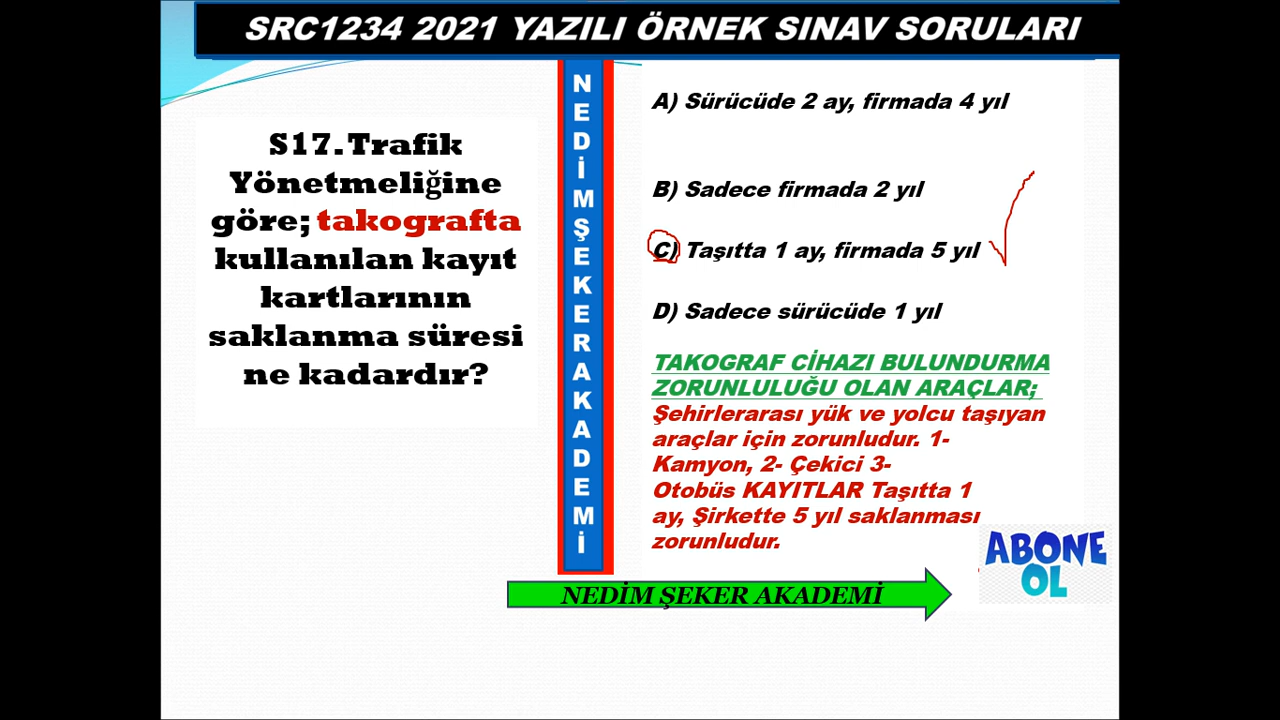 SRC1234 2021 YAZILI ÖRNEK SINAV SORULARI
S17. Trafik
Yönetmeliğine
göre; takografta
kullanılan kayıt
kartlarının
saklanma süresi
ne kadardır?
NEDİM ŞEKER AKADEMİ
A) Sürücüde 2 ay, firmada 4 yıl
B) Sadece firmada 2 yıl
C) Taşıtta 1 ay, firmada 5 yıl
D) Sadece sürücüde 1 yıl
TAKOGRAF CİHAZI BULUNDURMA
ZORUNLULUĞU OLAN ARAÇLAR;
Şehirlerarası yük ve yolcu taşıyan
araçlar için zorunludur. 1-
Kamyon, 2- Çekici 3-
Otobüs KAYITLAR Taşıtta 1
ay, Şirkette 5 yıl saklanması
zorunludur.
ABONE
OL
NEDİM ŞEKER AKADEMİ